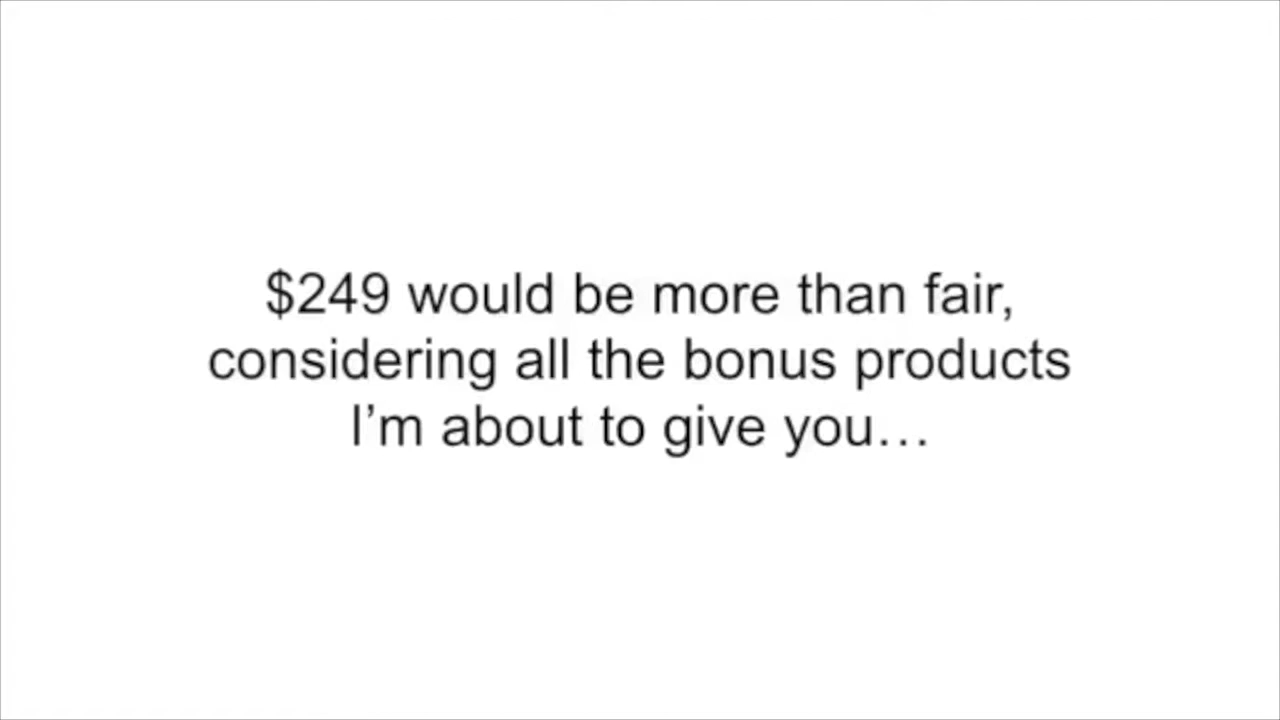 $249 would be more than fair,
considering all the bonus products
I’m about to give you…